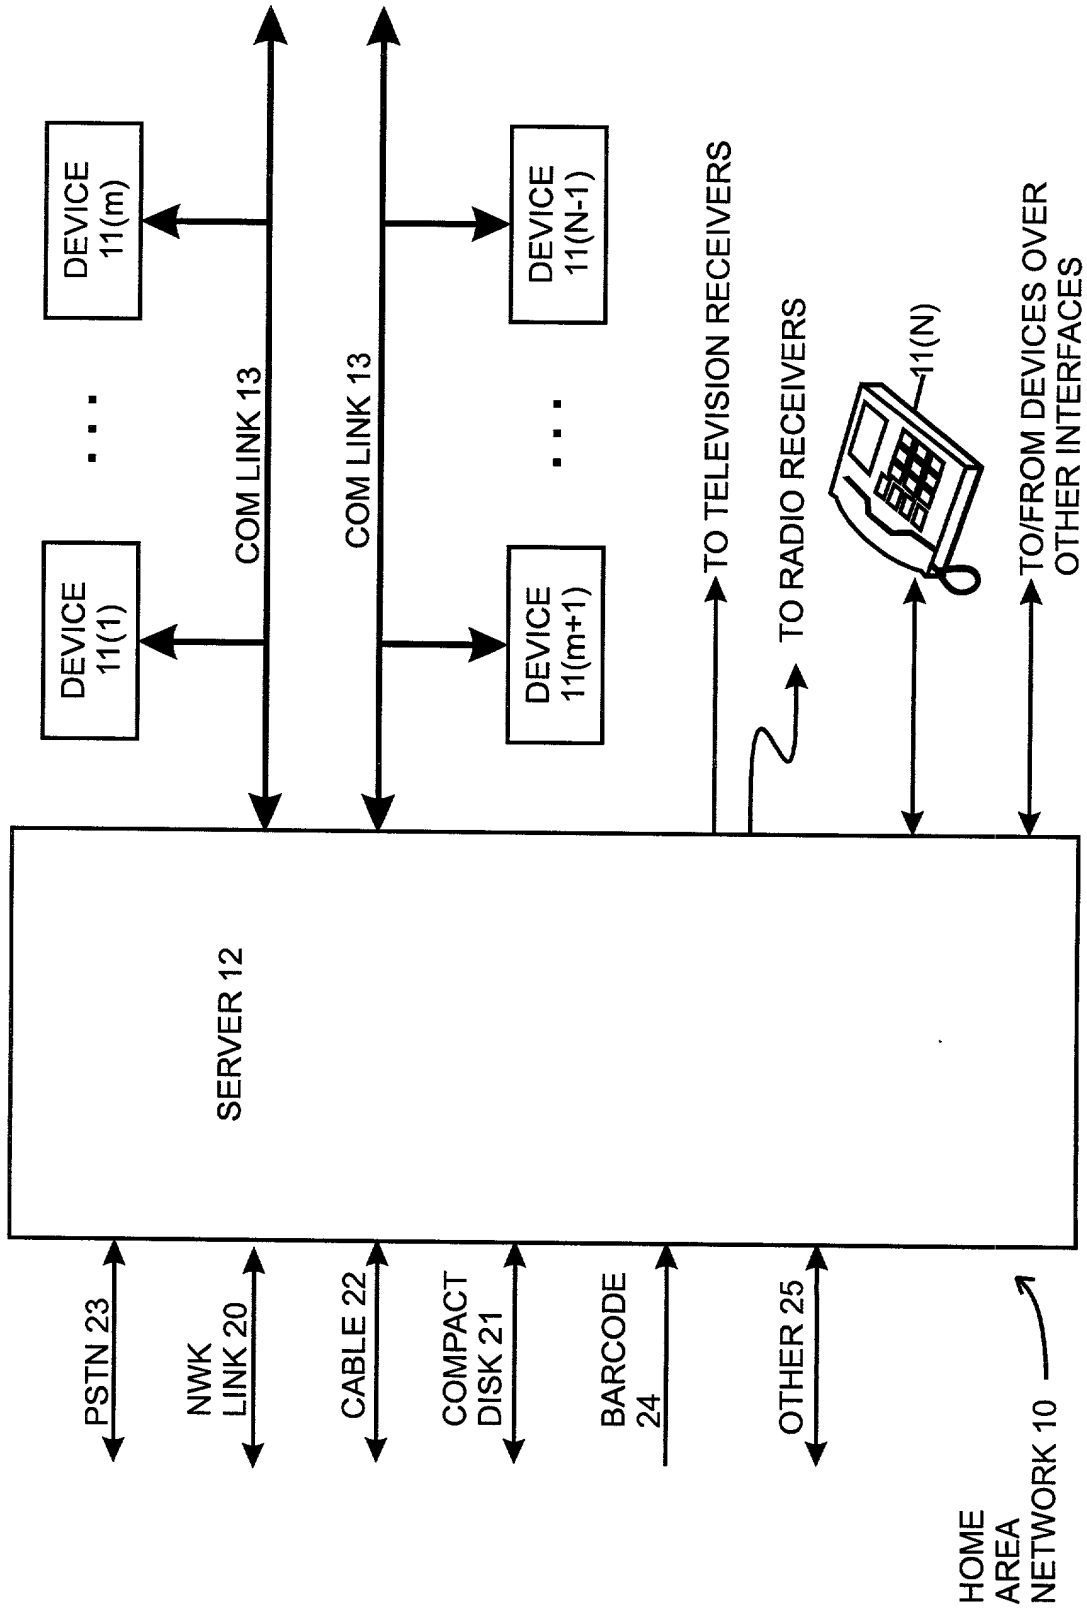 PSTN 23
NWK
LINK 20
CABLE 22
COMPACT
DISK 21
BARCODE
24
OTHER 25
HOME
AREA
NETWORK 10
SERVER 12
DEVICE
11(1)
. . .
DEVICE
11(m)
COM LINK 13
COM LINK 13
DEVICE
11(m+1)
. . .
DEVICE
11(N-1)
TO TELEVISION RECEIVERS
TO RADIO RECEIVERS
11(N)
TO/FROM DEVICES OVER
OTHER INTERFACES